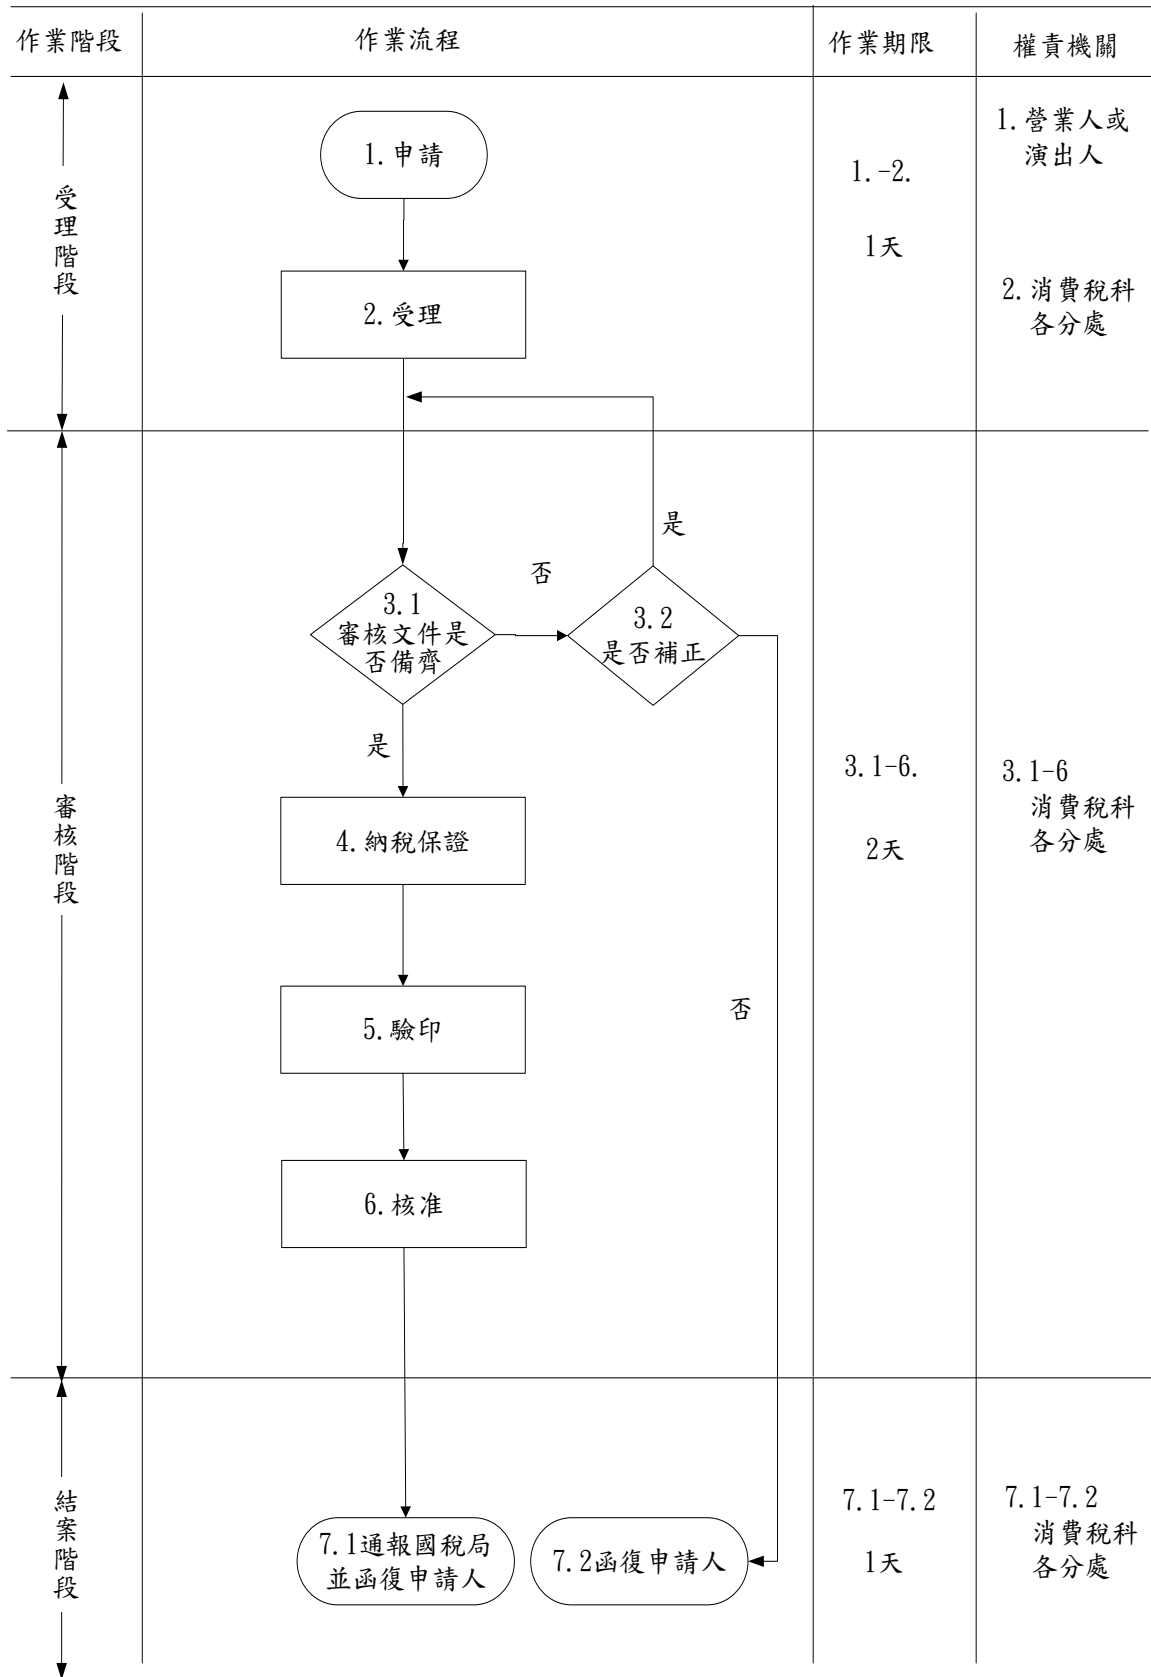 作業階段
作業流程
作業期限
權責機關
受理階段
1.申請
1.-2.
1天
1.營業人或
演出人
2.受理
2.消費稅科
各分處
審核階段
是
否
3.1
審核文件是
否備齊
3.2
是否補正
是
4.納稅保證
3.1-6.
2天
3.1-6
消費稅科
各分處
5.驗印
否
6.核准
結案階段
7.1通報國稅局
並函復申請人
7.2函復申請人
7.1-7.2
1天
7.1-7.2
消費稅科
各分處